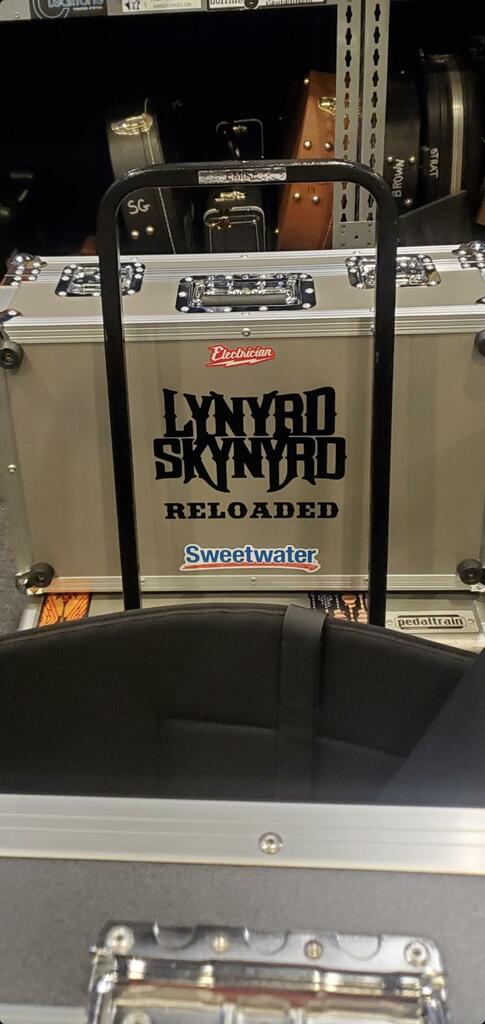 SG
BROWN
STRAT
Electrician
LYNYRD
SKYNYRD
RELOADED
Sweetwater
pedaltrain